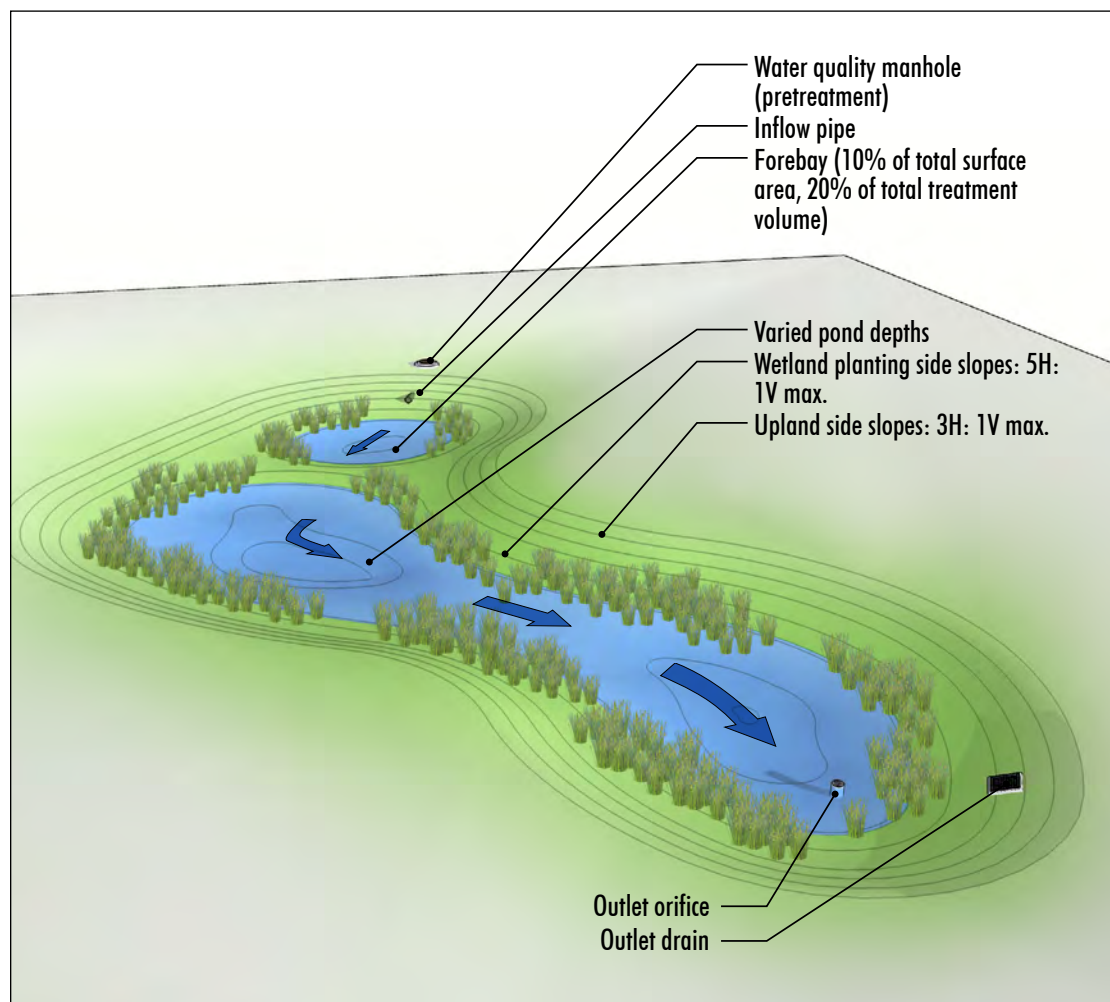 Water quality manhole
(pretreatment)
Inflow pipe
Forebay (10% of total surface
area, 20% of total treatment
volume)
Varied pond depths
Wetland planting side slopes: 5H:
1V max.
Upland side slopes: 3H: 1V max.
Outlet orifice
Outlet drain